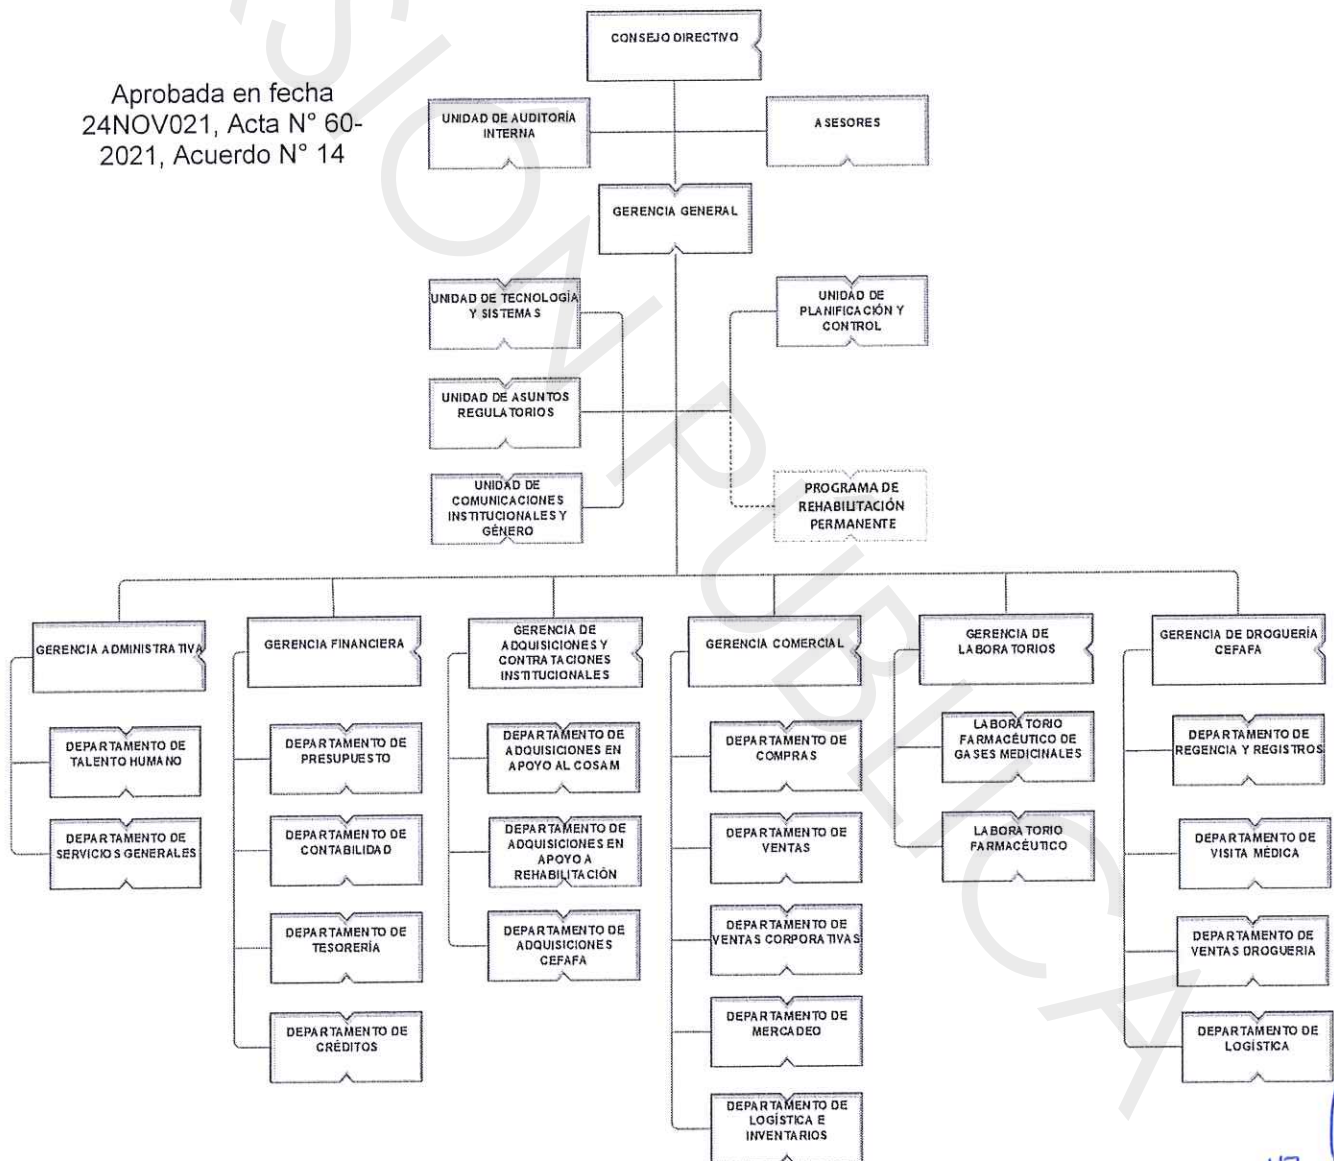 CONSEJO DIRECTIVO
Aprobada en fecha
24NOV021, Acta N° 60-
2021, Acuerdo N° 14
UNIDAD DE AUDITORÍA
INTERNA
ASESORES
GERENCIA GENERAL
UNIDAD DE TECNOLOGÍA
Y SISTEMAS
UNIDAD DE
PLANIFICACIÓN Y
CONTROL
UNIDAD DE ASUNTOS
REGULATORIOS
UNIDAD DE
COMUNICACIONES
INSTITUCIONALES Y
GÉNERO
PROGRAMA DE
REHABILITACIÓN
PERMANENTE
GERENCIA ADMINISTRATIVA
DEPARTAMENTO DE
TALENTO HUMANO
DEPARTAMENTO DE
SERVICIOS GENERALES
GERENCIA FINANCIERA
DEPARTAMENTO DE
PRESUPUESTO
DEPARTAMENTO DE
CONTABILIDAD
DEPARTAMENTO DE
TESORERÍA
DEPARTAMENTO DE
CRÉDITOS
GERENCIA DE
ADQUISICIONES Y
CONTRATACIONES
INSTITUCIONALES
DEPARTAMENTO DE
ADQUISICIONES EN
APOYO AL COSAM
DEPARTAMENTO DE
ADQUISICIONES EN
APOYO A
REHABILITACIÓN
DEPARTAMENTO DE
ADQUISICIONES
CEFAFA
GERENCIA COMERCIAL
DEPARTAMENTO DE
COMPRAS
DEPARTAMENTO DE
VENTAS
DEPARTAMENTO DE
VENTAS CORPORATIVAS
DEPARTAMENTO DE
MERCADEO
DEPARTAMENTO DE
LOGÍSTICA E
INVENTARIOS
GERENCIA DE
LABORATORIOS
LABORATORIO
FARMACÉUTICO DE
GASES MEDICINALES
LABORATORIO
FARMACÉUTICO
GERENCIA DE DROGUERÍA
CEFAFA
DEPARTAMENTO DE
REGENCIA Y REGISTROS
DEPARTAMENTO DE
VISITA MÉDICA
DEPARTAMENTO DE
VENTAS DROGUERIA
DEPARTAMENTO DE
LOGÍSTICA
SIÓN PÚBLICA